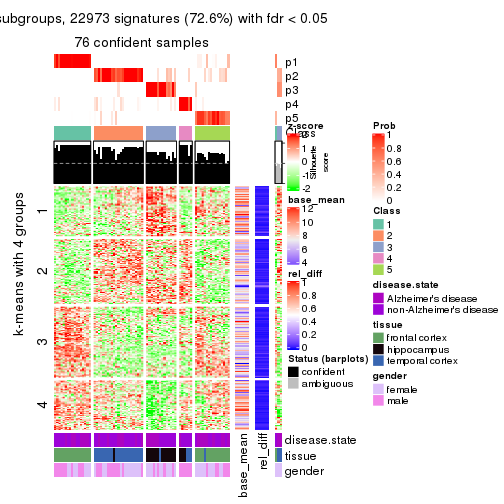 subgroups, 22973 signatures (72.6%) with fdr < 0.05
76 confident samples
p1
p2
p3
p4
p5
Class
k-means with 4 groups
1
2
3
4
z-score
2
1
0
-1
-2
Silhouette
score
base_mean
12
10
8
6
4
rel_diff
1
0.8
0.6
0.4
0.2
0
Status (barplots)
confident
ambiguous
Prob
1
0.8
0.6
0.4
0.2
0
Class
1
2
3
4
5
disease.state
Alzheimer's disease
non-Alzheimer's disease
tissue
frontal cortex
hippocampus
temporal cortex
gender
female
male
disease.state
tissue
gender
base_mean
rel_diff